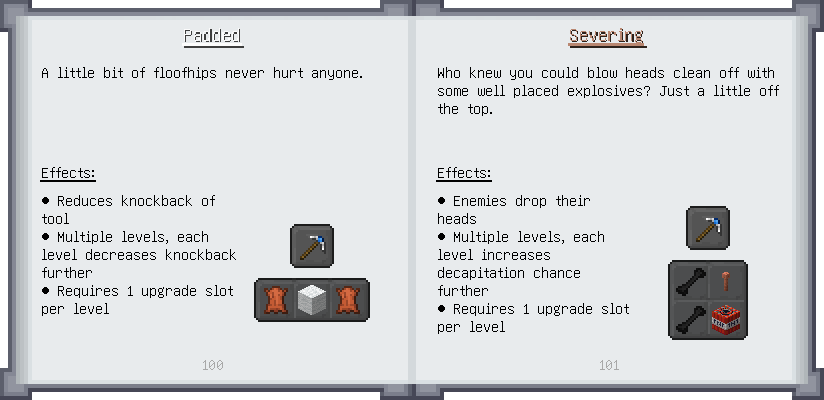 Padded
A little bit of floofhips never hurt anyone.
Effects:
● Reduces knockback of
tool
● Multiple levels, each
level decreases knockback
further
● Requires 1 upgrade slot
per level
100
Severing
Who knew you could blow heads clean off with
some well placed explosives? Just a little off
the top.
Effects:
● Enemies drop their
heads
● Multiple levels, each
level increases
decapitation chance
further
● Requires 1 upgrade slot
per level
101